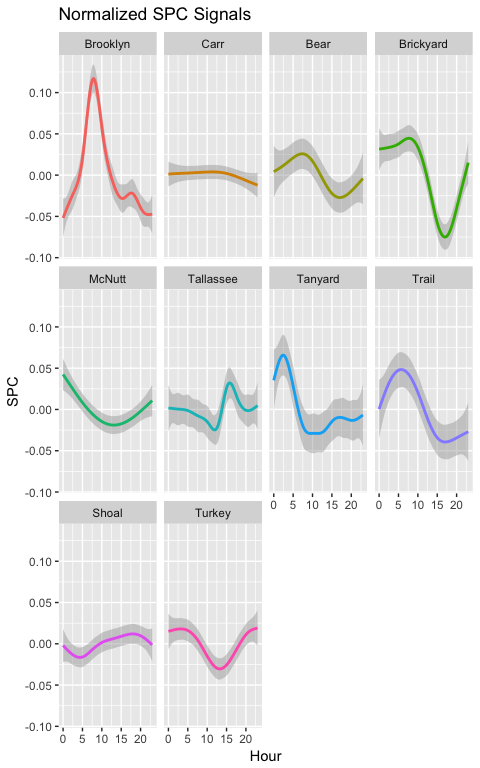 Normalized SPC Signals
Brooklyn Carr Bear Brickyard
0.10
0.05
0.00
-0.05
-0.10
McNutt Tallassee Tanyard Trail
SPC
0.10
0.05
0.00
-0.05
-0.10
0 5 10 15 20 0 5 10 15 20
Shoal Turkey
0.10
0.05
0.00
-0.05
-0.10
0 5 10 15 20 0 5 10 15 20
Hour